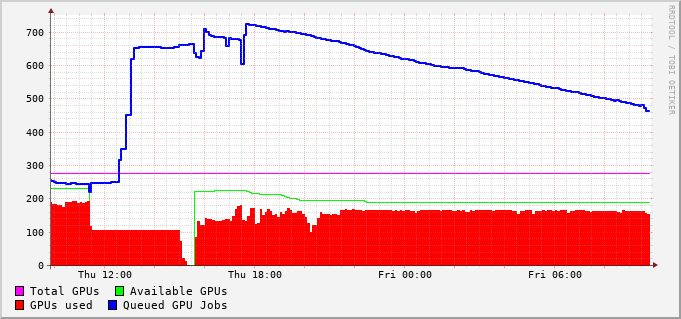 700
600
500
400
300
200
100
0
Thu 12:00 Thu 18:00 Fri 00:00 Fri 06:00
Total GPUs Available GPUs
GPUs used Queued GPU Jobs
RRDTOOL / TOBI OETIKER